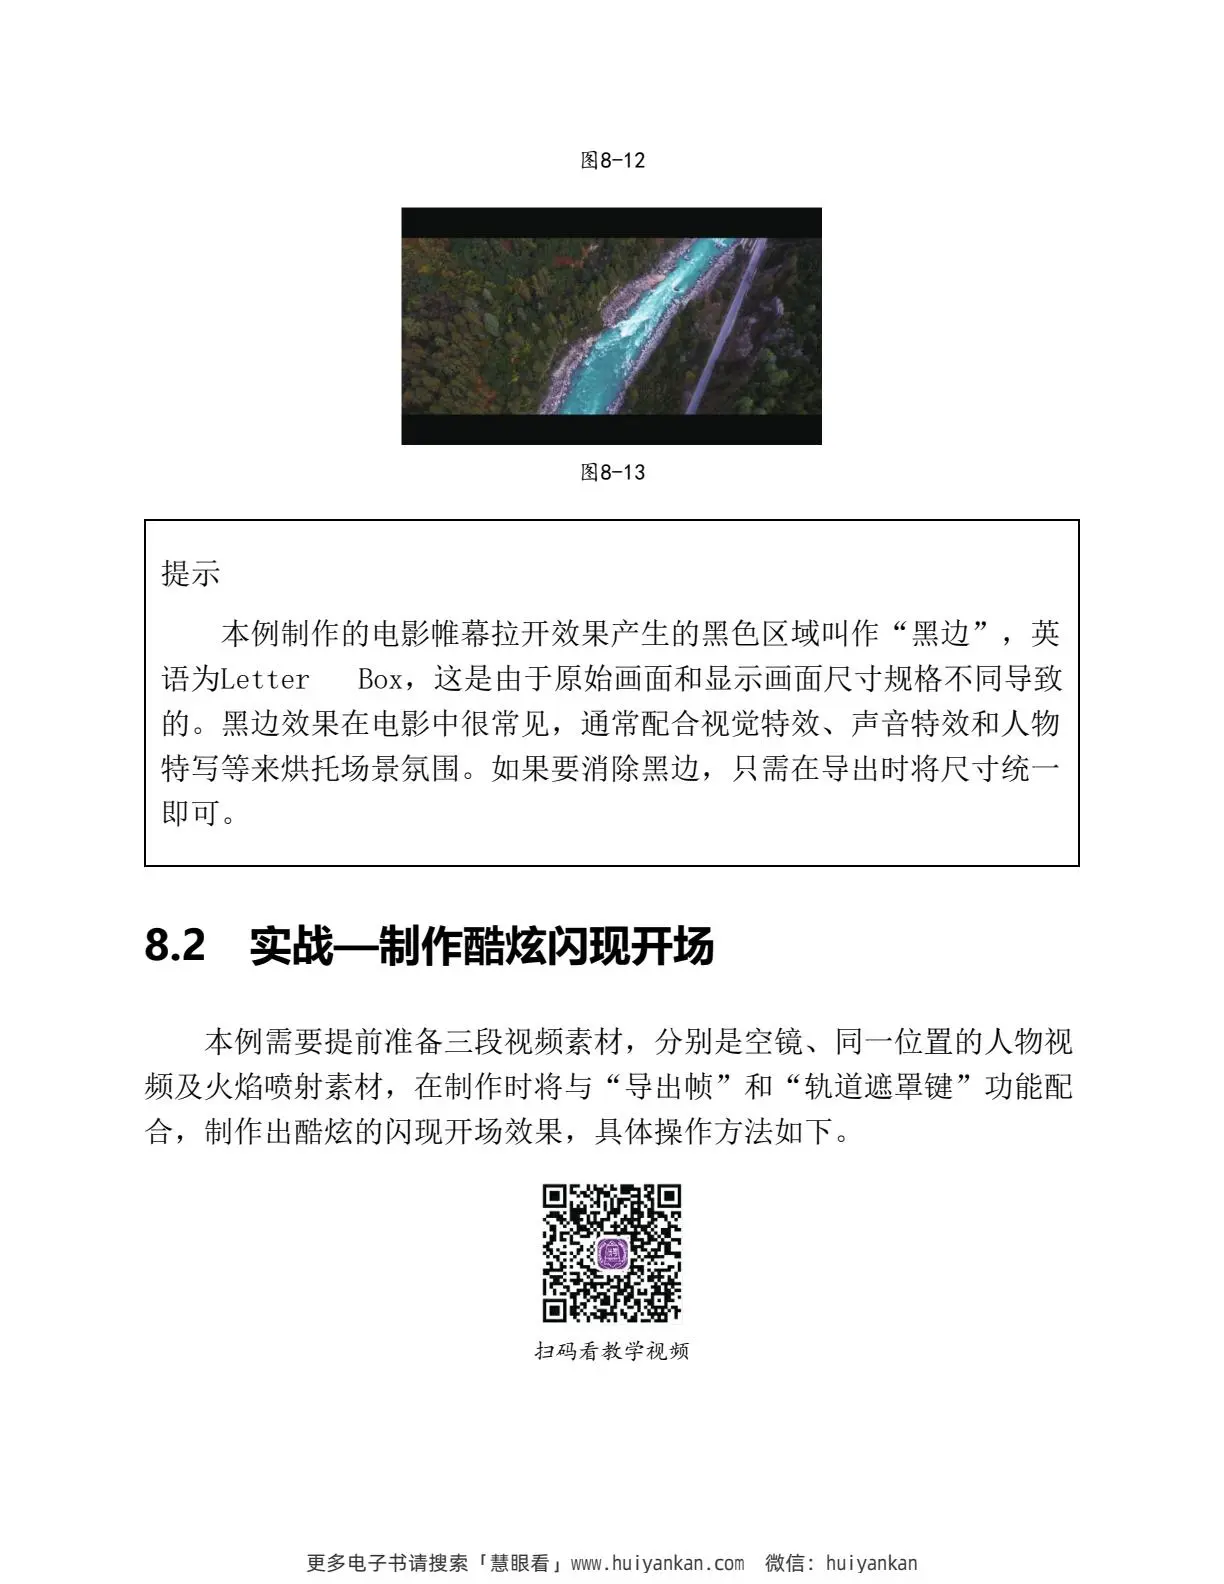 图8-12
图8-13
提示
本例制作的电影帷幕拉开效果产生的黑色区域叫作“黑边”，英
语为Letter Box，这是由于原始画面和显示画面尺寸规格不同导致
的。黑边效果在电影中很常见，通常配合视觉特效、声音特效和人物
特写等来烘托场景氛围。如果要消除黑边，只需在导出时将尺寸统一
即可。
8.2 实战—制作酷炫闪现开场
本例需要提前准备三段视频素材，分别是空镜、同一位置的人物视
频及火焰喷射素材，在制作时将与“导出帧”和“轨道遮罩键”功能配
合，制作出酷炫的闪现开场效果，具体操作方法如下。
扫码看教学视频
更多电子书请搜索「慧眼看」www.huiyankan.com 微信：huiyankan